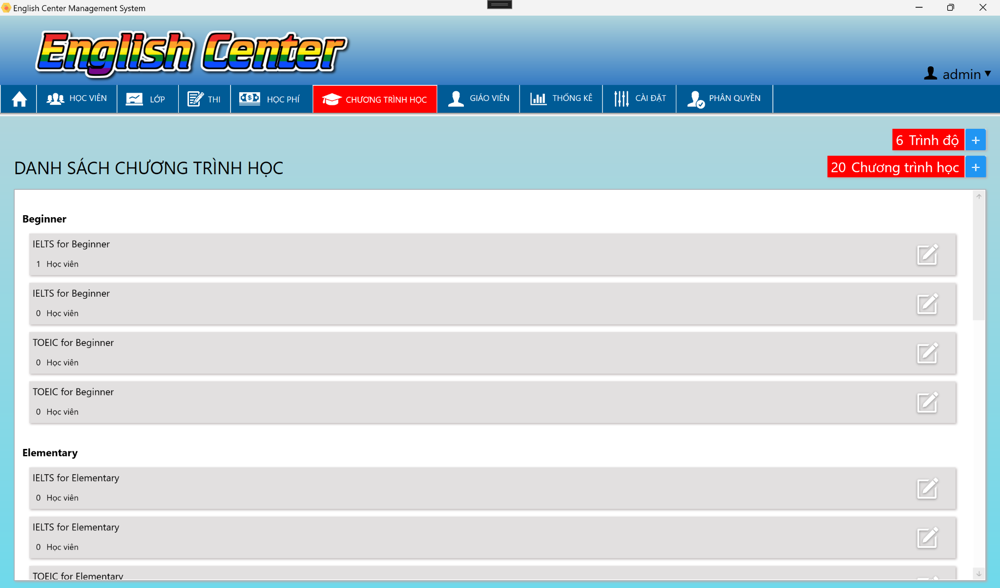 English Center Management System
English Center
admin
HỌC VIÊN LỚP THI HỌC PHÍ CHƯƠNG TRÌNH HỌC GIÁO VIÊN THỐNG KÊ CÀI ĐẶT PHÂN QUYỀN
6 Trình độ +
DANH SÁCH CHƯƠNG TRÌNH HỌC
20 Chương trình học +
Beginner
IELTS for Beginner
1 Học viên
IELTS for Beginner
0 Học viên
TOEIC for Beginner
0 Học viên
TOEIC for Beginner
0 Học viên
Elementary
IELTS for Elementary
0 Học viên
IELTS for Elementary
0 Học viên
TOEIC for Elementary